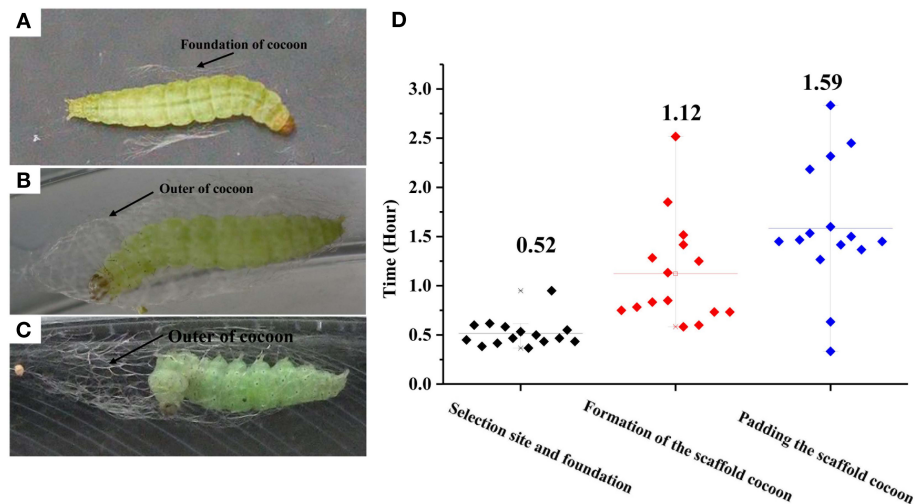 A
Foundation of cocoon
B
Outer of cocoon
C
Outer of cocoon
D
Time (Hour)
3.0
2.5
2.0
1.5
1.0
0.5
0.0
0.52
1.12
1.59
Selection site and foundation
Formation of the scaffold cocoon
Padding the scaffold cocoon